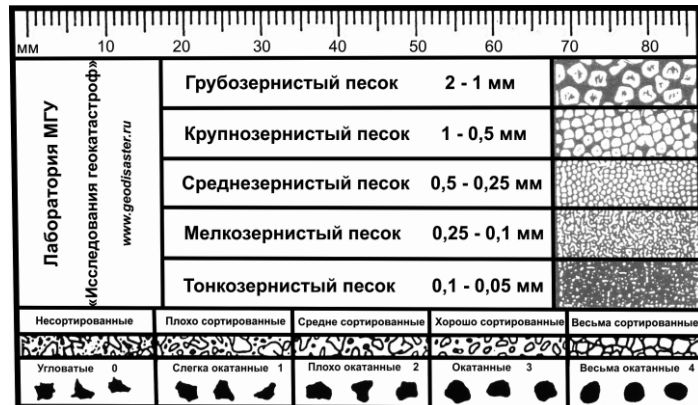 мм 10 20 30 40 50 60 70 80
Лаборатория МГУ
«Исследования геокатастроф»
www.geodisaster.ru
Грубозернистый песок 2 - 1 мм
Крупнозернистый песок 1 - 0,5 мм
Среднезернистый песок 0,5 - 0,25 мм
Мелкозернистый песок 0,25 - 0,1 мм
Тонкозернистый песок 0,1 - 0,05 мм
Несортированные Плохо сортированные Средне сортированные Хорошо сортированные Весьма сортированные
Угловатые 0 Слегка окатанные 1 Плохо окатанные 2 Окатанные 3 Весьма окатанные 4